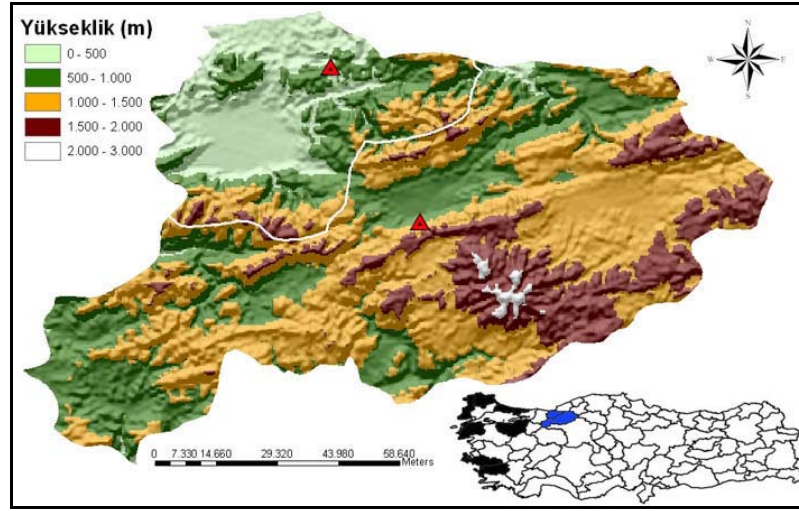 Yükseklik (m)
0 - 500
500 - 1.000
1.000 - 1.500
1.500 - 2.000
2.000 - 3.000
N
W E
S
0 7.330 14.660 29.320 43.980 58.640
Meters